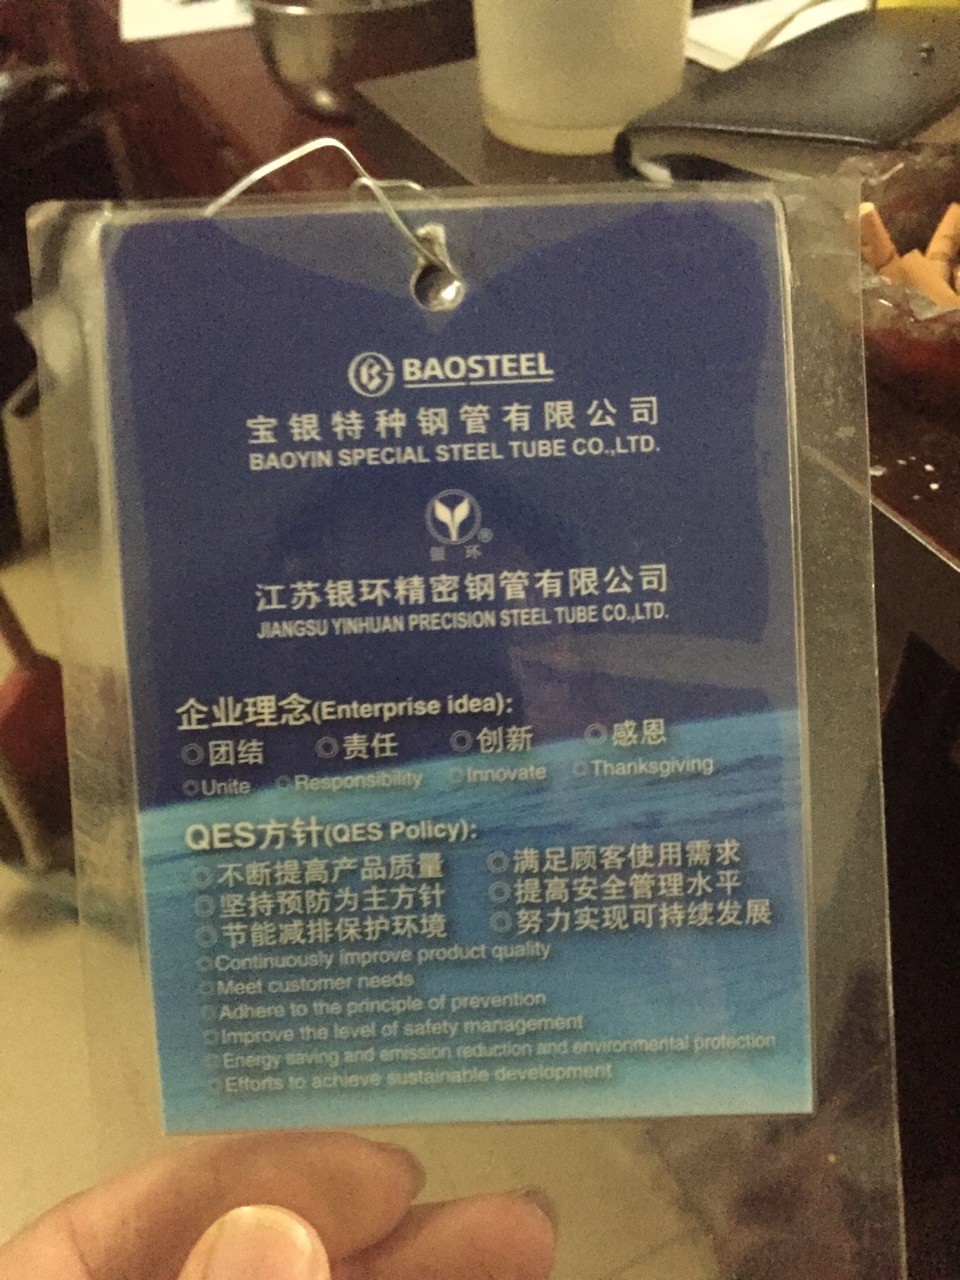 BAOSTEEL
宝银特种钢管有限公司
BAOYIN SPECIAL STEEL TUBE CO.,LTD.
®
银环
江苏银环精密钢管有限公司
JIANGSU YINHUAN PRECISION STEEL TUBE CO.,LTD.
企业理念(Enterprise idea):
◎团结 ◎责任 ◎创新 ◎感恩
◎Unite ◎Responsibility ◎Innovate ◎Thanksgiving
QES方针(QES Policy):
◎不断提高产品质量 ◎满足顾客使用需求
◎坚持预防为主方针 ◎提高安全管理水平
◎节能减排保护环境 ◎努力实现可持续发展
◎Continuously improve product quality
◎Meet customer needs
◎Adhere to the principle of prevention
◎Improve the level of safety management
◎Energy saving and emission reduction and environmental protection
◎Efforts to achieve sustainable development